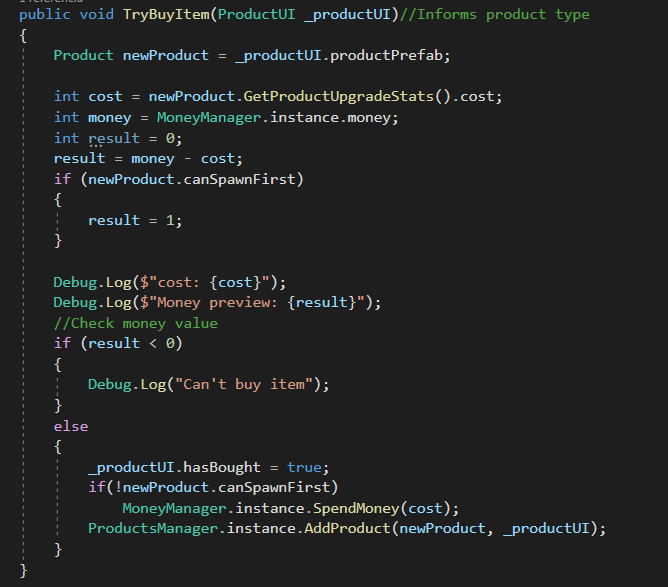 public void TryBuyItem(ProductUI _productUI)//Informs product type
{
Product newProduct = _productUI.productPrefab;
int cost = newProduct.GetProductUpgradeStats().cost;
int money = MoneyManager.instance.money;
int result = 0;
result = money - cost;
if (newProduct.canSpawnFirst)
{
result = 1;
}
Debug.Log($"cost: {cost}");
Debug.Log($"Money preview: {result}");
//Check money value
if (result < 0)
{
Debug.Log("Can't buy item");
}
else
{
_productUI.hasBought = true;
if(!newProduct.canSpawnFirst)
MoneyManager.instance.SpendMoney(cost);
ProductsManager.instance.AddProduct(newProduct, _productUI);
}
}